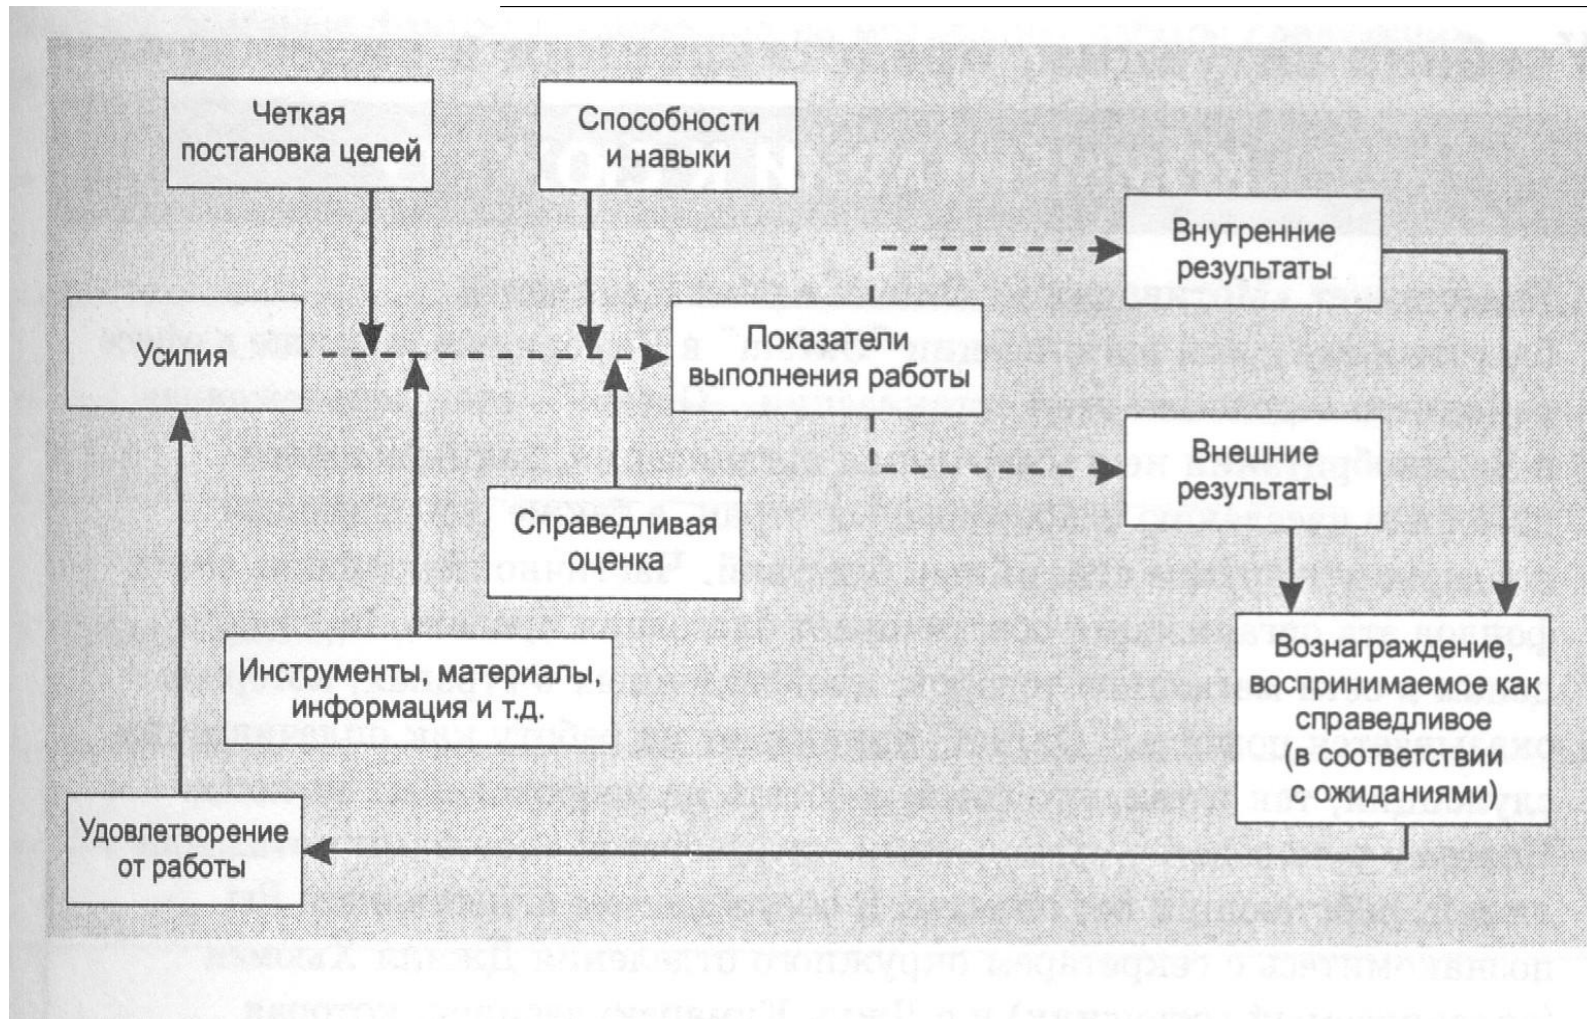 Четкая
постановка целей
Способности
и навыки
Внутренние
результаты
Усилия
Показатели
выполнения работы
Внешние
результаты
Справедливая
оценка
Инструменты, материалы,
информация и т.д.
Вознаграждение,
воспринимаемое как
справедливое
(в соответствии
с ожиданиями)
Удовлетворение
от работы